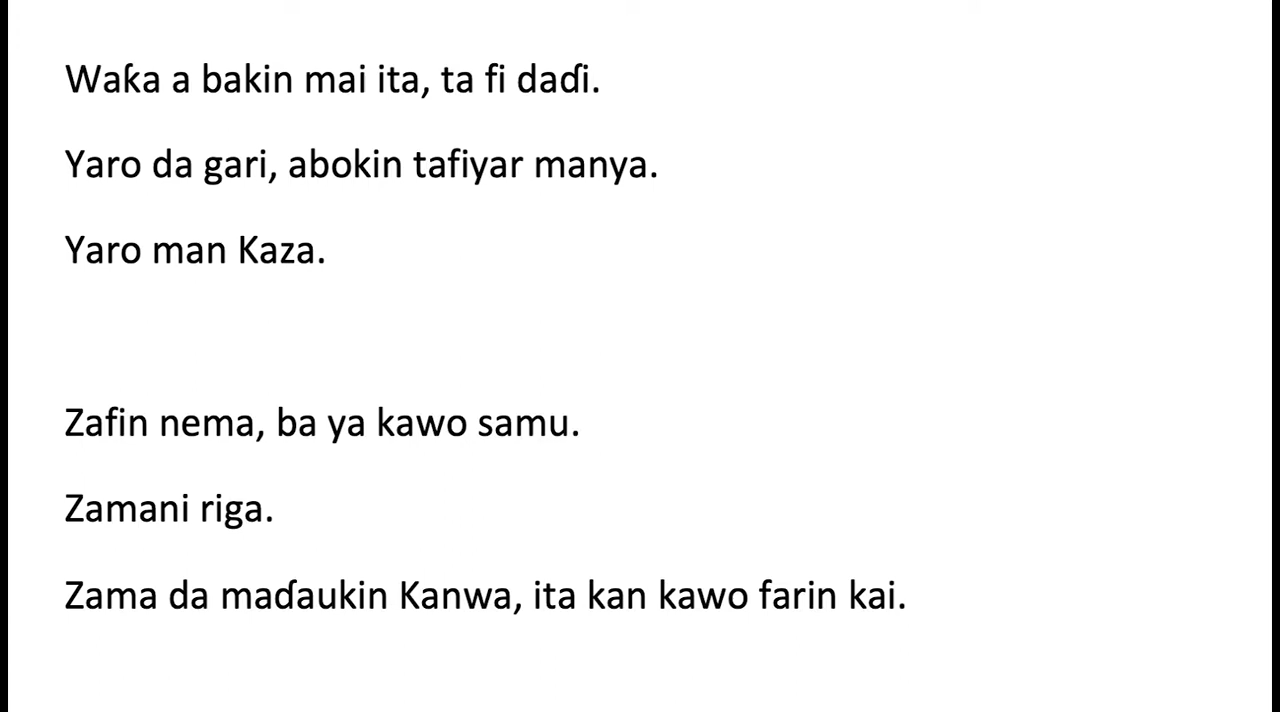 Waƙa a bakin mai ita, ta fi daɗi.
Yaro da gari, abokin tafiyar manya.
Yaro man Kaza.
Zafin nema, ba ya kawo samu.
Zamani riga.
Zama da maɗaukin Kanwa, ita kan kawo farin kai.